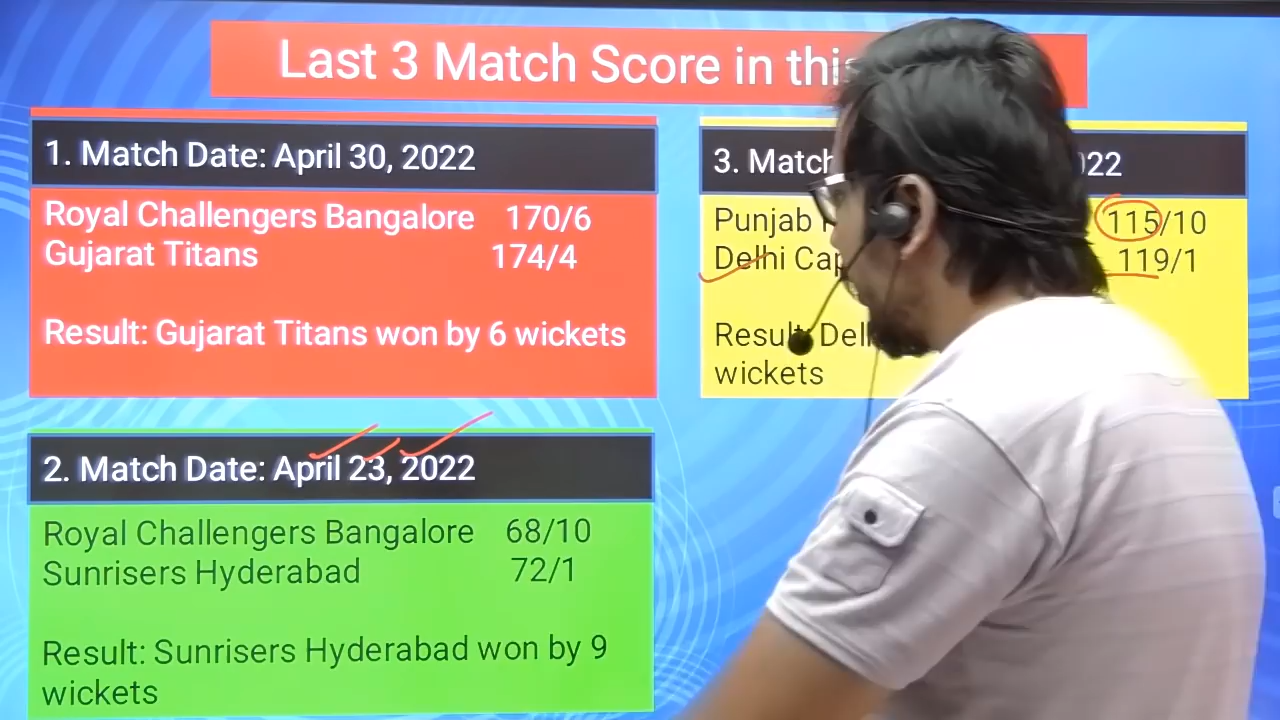 Last 3 Match Score in this
1. Match Date: April 30, 2022
Royal Challengers Bangalore 170/6
Gujarat Titans 174/4
Result: Gujarat Titans won by 6 wickets
2. Match Date: April 23, 2022
Royal Challengers Bangalore 68/10
Sunrisers Hyderabad 72/1
Result: Sunrisers Hyderabad won by 9
wickets
3. Match 2022
Punjab 115/10
Delhi 119/1
Result:
wickets